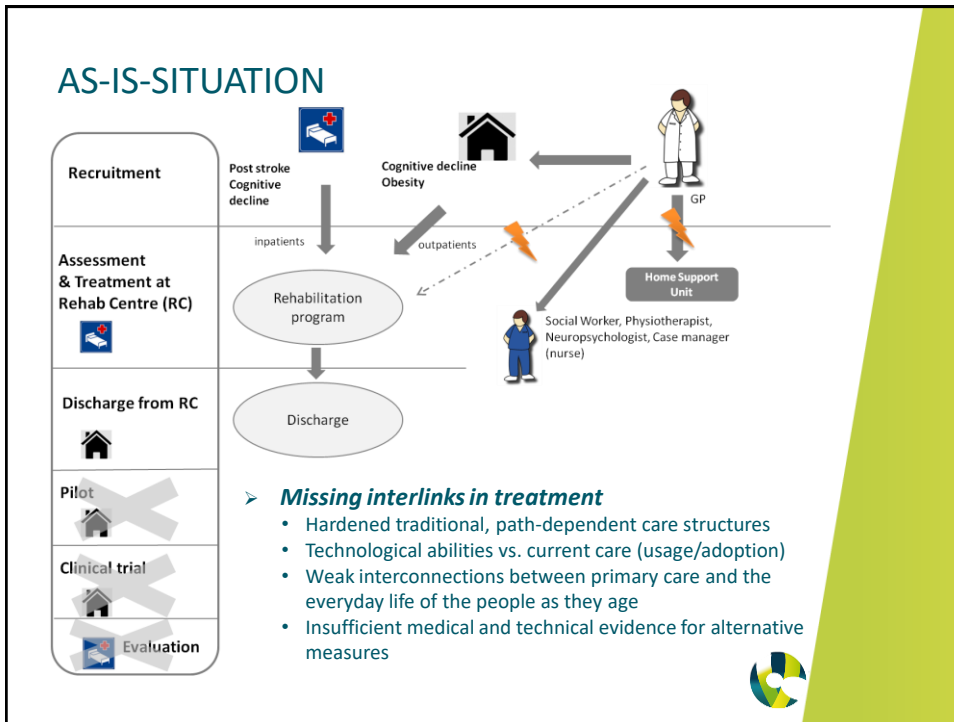 AS-IS-SITUATION
Recruitment
Post stroke
Cognitive
decline
Cognitive decline
Obesity
GP
inpatients
outpatients
Assessment
& Treatment at
Rehab Centre (RC)
Rehabilitation
program
Home Support
Unit
Social Worker, Physiotherapist,
Neuropsychologist, Case manager
(nurse)
Discharge from RC
Discharge
Pilot
Clinical trial
Evaluation
➢ Missing interlinks in treatment
• Hardened traditional, path-dependent care structures
• Technological abilities vs. current care (usage/adoption)
• Weak interconnections between primary care and the
everyday life of the people as they age
• Insufficient medical and technical evidence for alternative
measures